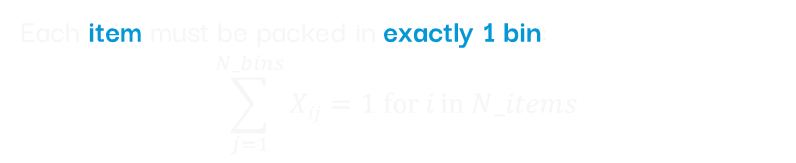 Each item must be packed in exactly 1 bin
N_bins
∑ X_ij = 1 for i in N_items
j=1